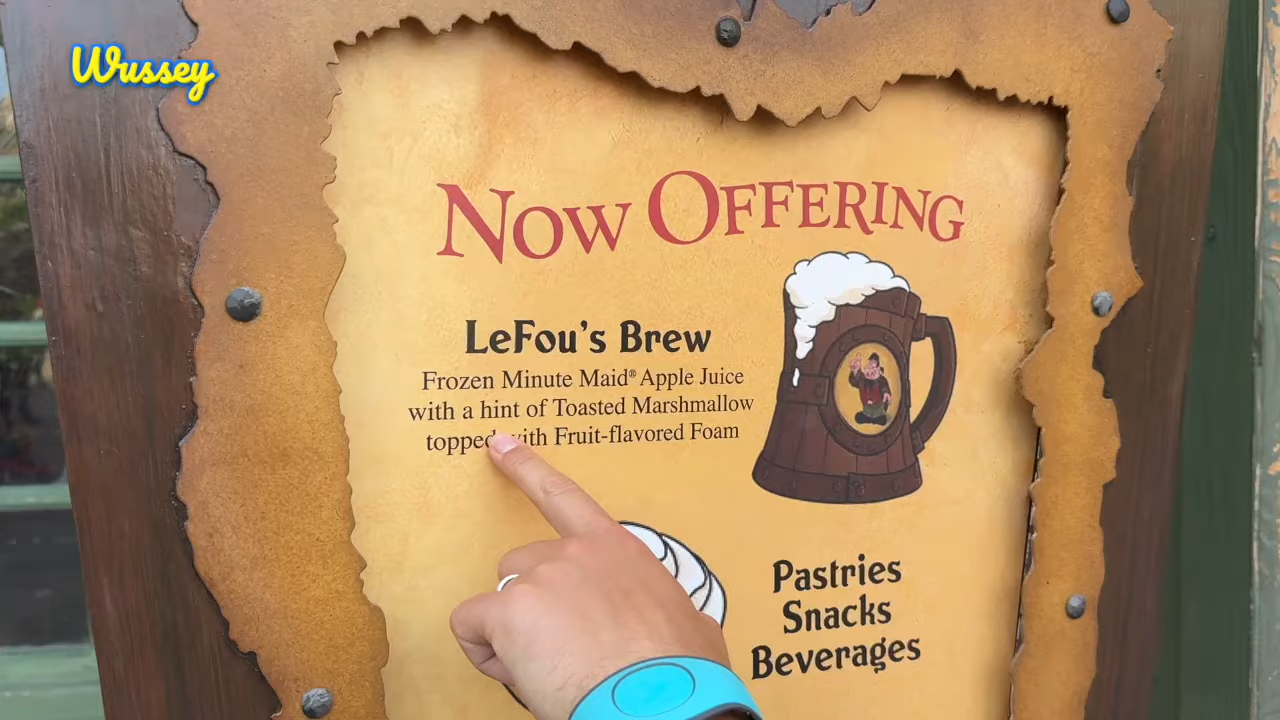 Wussey
Now Offering
LeFou's Brew
Frozen Minute Maid® Apple Juice
with a hint of Toasted Marshmallow
topped with Fruit-flavored Foam
Pastries
Snacks
Beverages